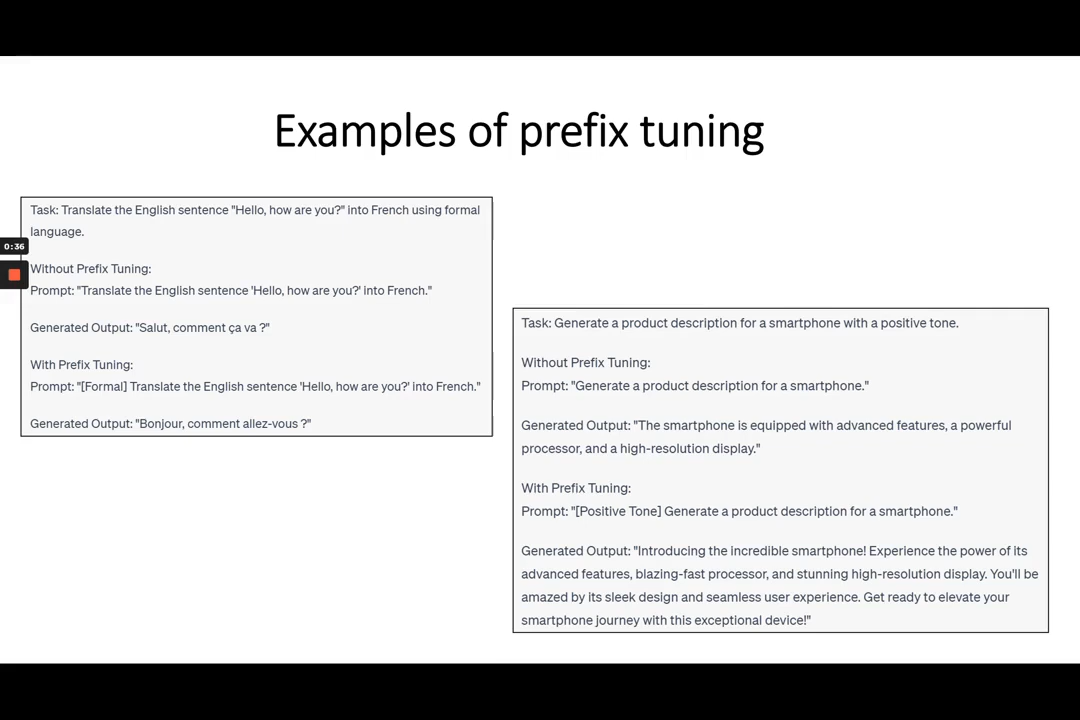 Examples of prefix tuning
Task: Translate the English sentence "Hello, how are you?" into French using formal
language.
0:36
Without Prefix Tuning:
Prompt: "Translate the English sentence 'Hello, how are you?' into French."
Generated Output: "Salut, comment ça va ?"
With Prefix Tuning:
Prompt: "[Formal] Translate the English sentence 'Hello, how are you?' into French."
Generated Output: "Bonjour, comment allez-vous ?"
Task: Generate a product description for a smartphone with a positive tone.
Without Prefix Tuning:
Prompt: "Generate a product description for a smartphone."
Generated Output: "The smartphone is equipped with advanced features, a powerful
processor, and a high-resolution display."
With Prefix Tuning:
Prompt: "[Positive Tone] Generate a product description for a smartphone."
Generated Output: "Introducing the incredible smartphone! Experience the power of its
advanced features, blazing-fast processor, and stunning high-resolution display. You'll be
amazed by its sleek design and seamless user experience. Get ready to elevate your
smartphone journey with this exceptional device!"